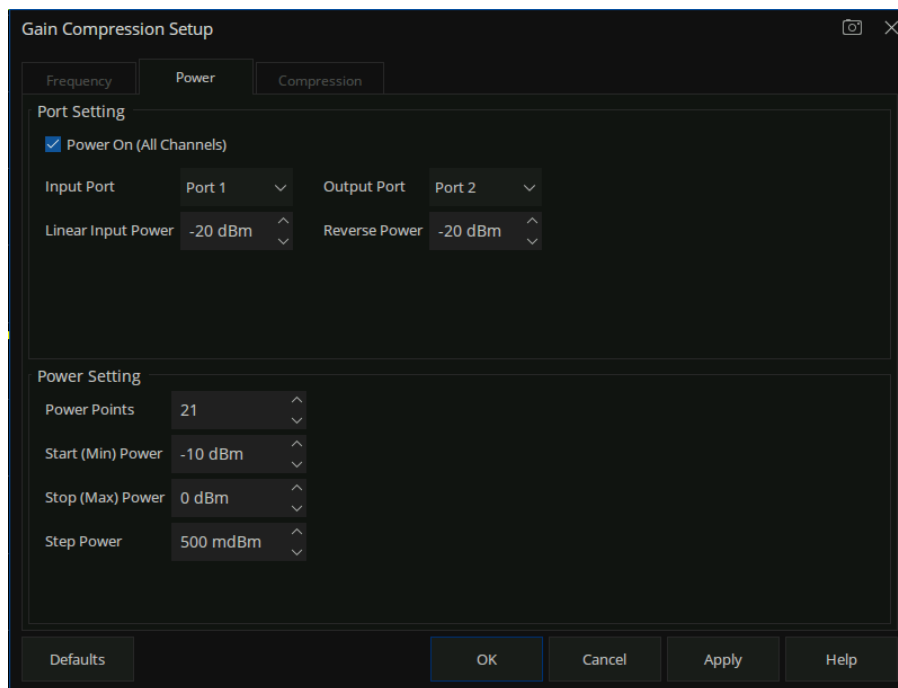 Gain Compression Setup
Frequency Power Compression
Port Setting
Power On (All Channels)
Input Port Port 1 Output Port Port 2
Linear Input Power -20 dBm Reverse Power -20 dBm
Power Setting
Power Points 21
Start (Min) Power -10 dBm
Stop (Max) Power 0 dBm
Step Power 500 mdBm
Defaults OK Cancel Apply Help